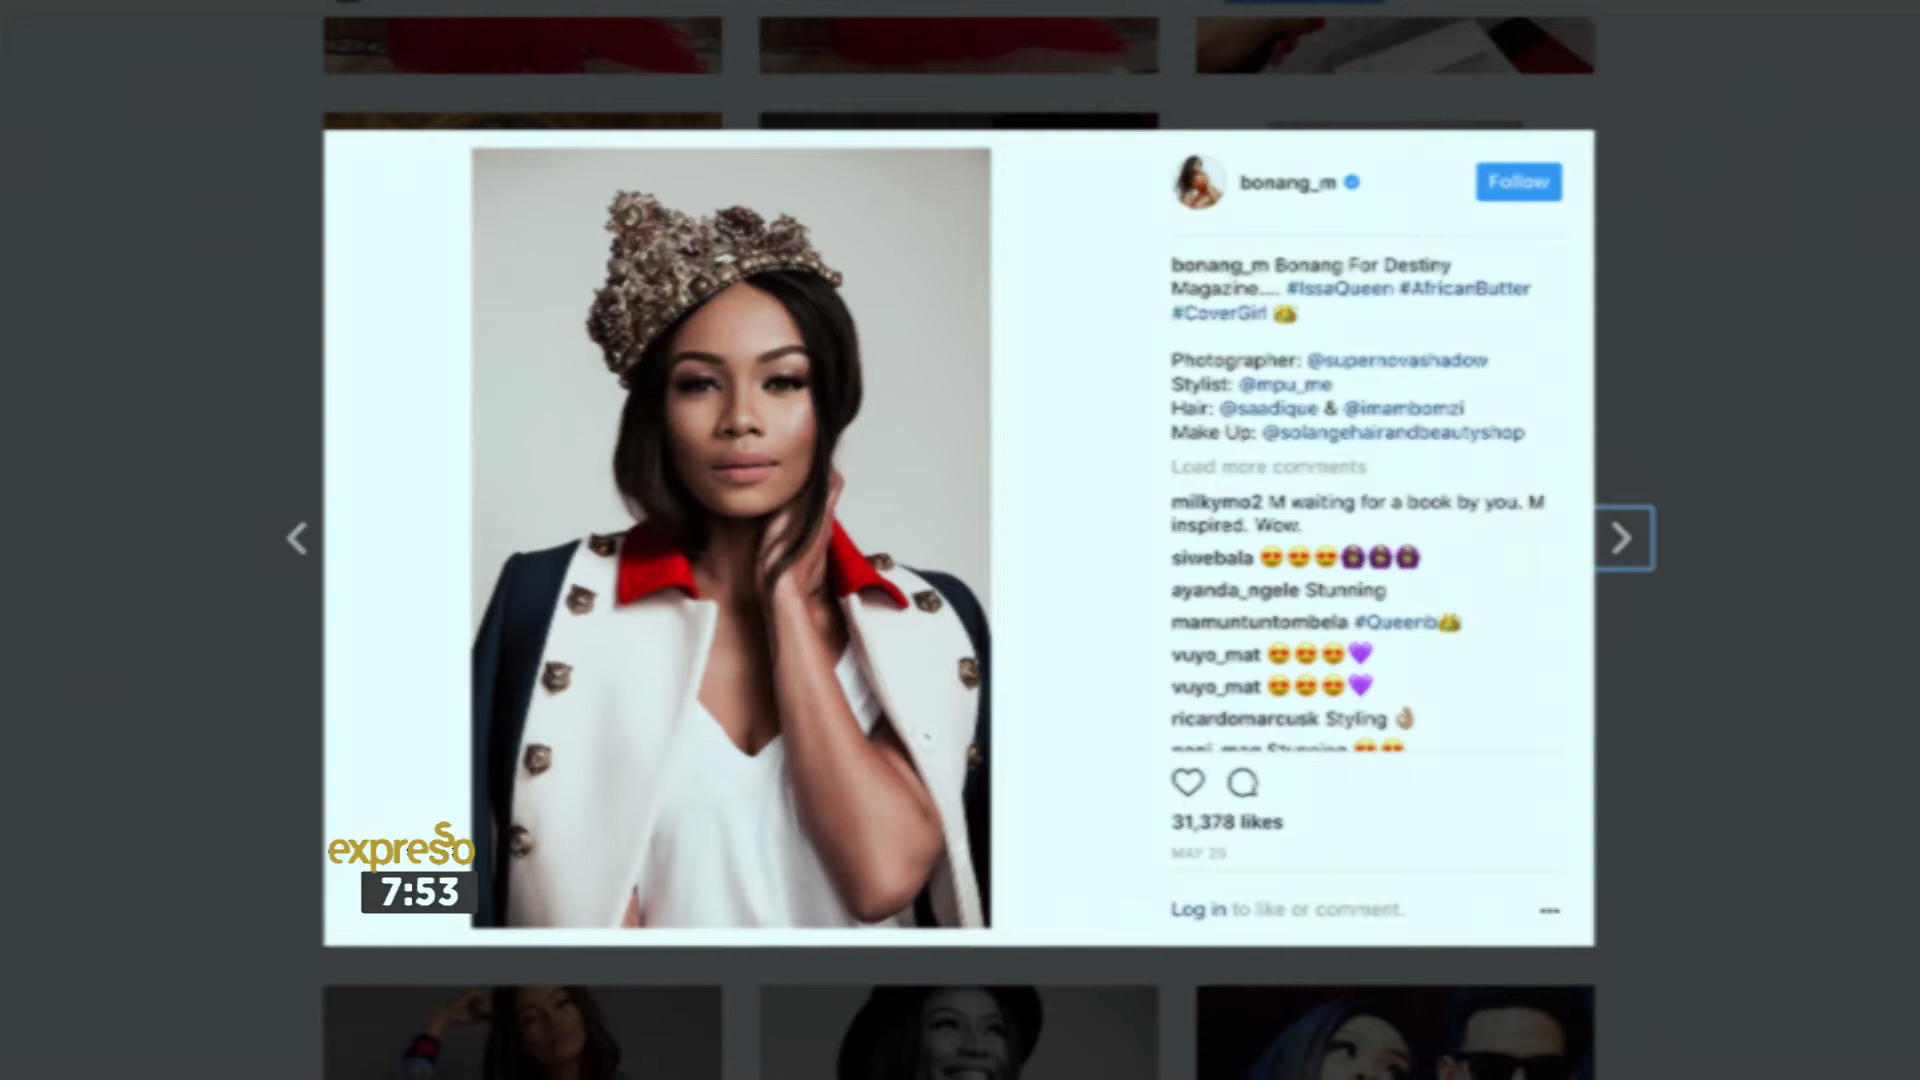 bonang_m
Follow
bonang_m Bonang For Destiny
Magazine.... #IssaQueen #AfricanButter
#CoverGirl
Photographer: @supernovashadow
Stylist: @mpu_me
Hair: @saadique & @imambomzi
Make Up: @solangehairandbeautyshop
Load more comments
milkymo2 M waiting for a book by you. M
inspired. Wow.
siwebala 😍😍😍
ayanda_ngele Stunning
mamuntuntombela #Queenb
vuyo_mat 😍😍😍💜
vuyo_mat 😍😍😍💜
ricardomarcusk Styling 👌🏼
31,378 likes
MAY 25
Log in to like or comment.
expresso
7:53